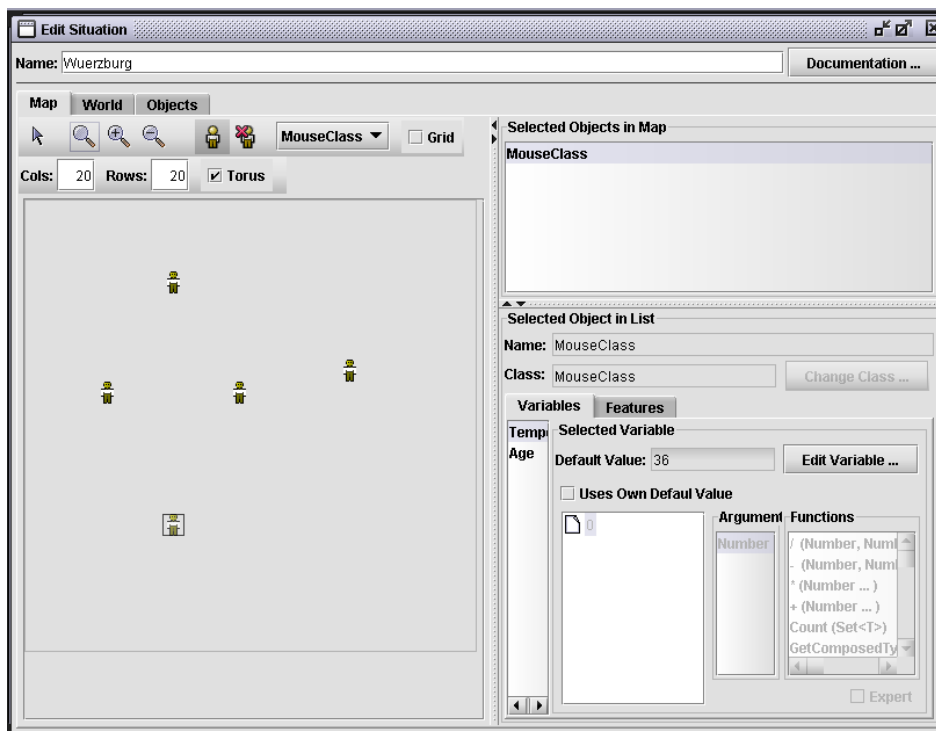 Edit Situation
Name: Wuerzburg Documentation ...
Map World Objects
MouseClass Grid
Cols: 20 Rows: 20 Torus
Selected Objects in Map
MouseClass
Selected Object in List
Name: MouseClass
Class: MouseClass Change Class ...
Variables Features
Temp Selected Variable
Age Default Value: 36 Edit Variable ...
Uses Own Defaul Value
0
Argument Functions
Number / (Number, Numl
- (Number, Numl
* (Number ... )
+ (Number ... )
Count (Set<T>)
GetComposedTy
Expert